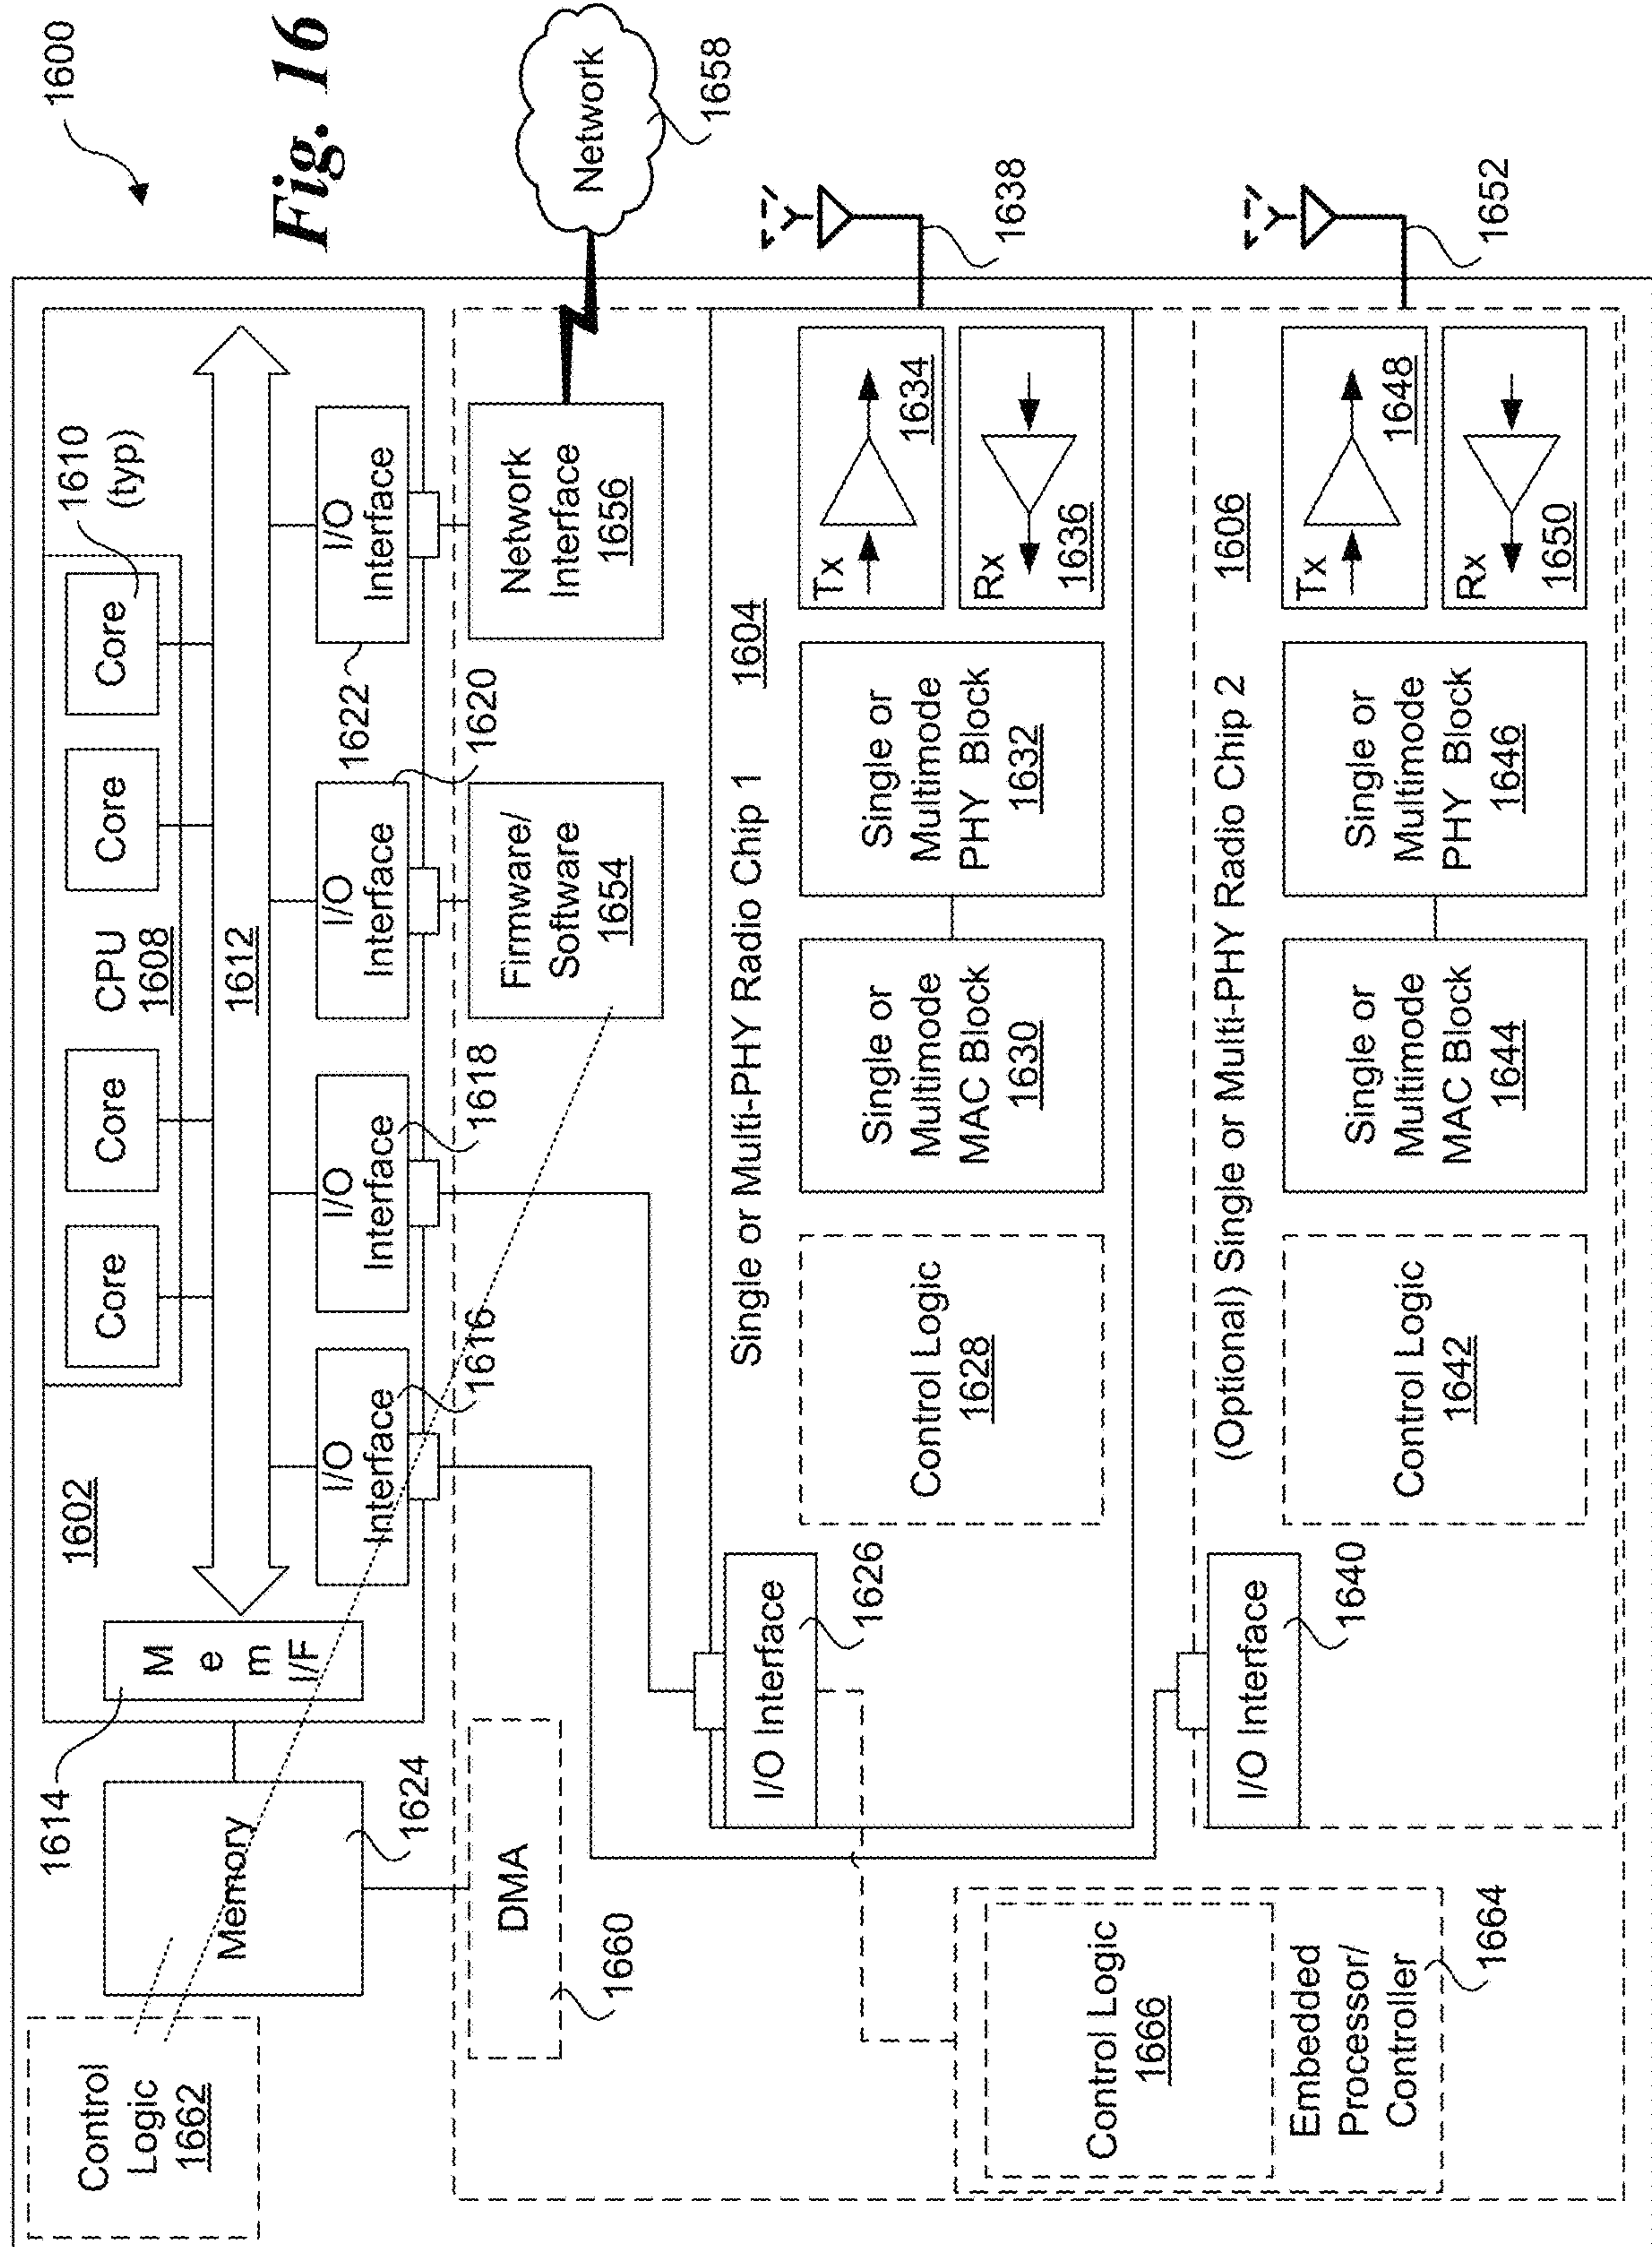 1600
Fig. 16
Control
Logic
1662
1614
Memory
1624
1602
M
e
m
I/F
Core
Core
CPU
1608
Core
Core
1610
(typ)
1612
I/O
Interface
1616
I/O
Interface
1618
I/O
Interface
1620
I/O
Interface
1622
DMA
1660
Firmware/
Software
1654
Network
Interface
1656
Network
1658
Single or Multi-PHY Radio Chip 1
1604
I/O Interface
1626
Control Logic
1628
Single or
Multimode
MAC Block
1630
Single or
Multimode
PHY Block
1632
Tx
1634
Rx
1636
1638
Control Logic
1666
Embedded
Processor/
Controller
1664
(Optional) Single or Multi-PHY Radio Chip 2
1606
I/O Interface
1640
Control Logic
1642
Single or
Multimode
MAC Block
1644
Single or
Multimode
PHY Block
1646
Tx
1648
Rx
1650
1652